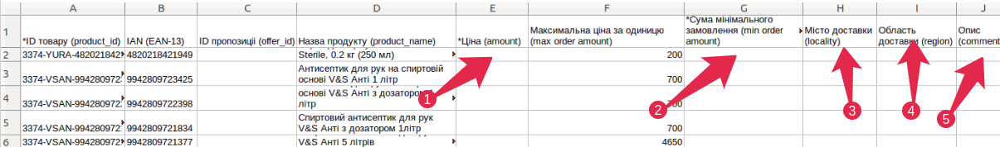 A B C D E F G H I J
1
*ID товару (product_id)
IAN (EAN-13)
ID пропозиції (offer_id)
Назва продукту (product_name)
*Ціна (amount)
Максимальна ціна за одиницю
(max order amount)
*Сума мінімального
замовлення (min order
amount)
Місто доставки
(locality)
Область
доставки (region)
Опис
(comment
2
3374-YURA-482021842
4820218421949
Sterile, 0.2 кг (250 мл)
200
3
3374-VSAN-994280972
9942809723425
Антисептик для рук на спиртовій
основі V&S Анті 1 літр
700
4
3374-VSAN-994280972
9942809722398
основі V&S Анті з дозатором
літр
5
3374-VSAN-994280972
9942809721834
Спиртовий антисептик для рук
V&S Анті з дозатором 1літр
700
6
3374-VSAN-994280972
9942809721377
V&S Анті 5 літрів
4650
1
2
3
4
5